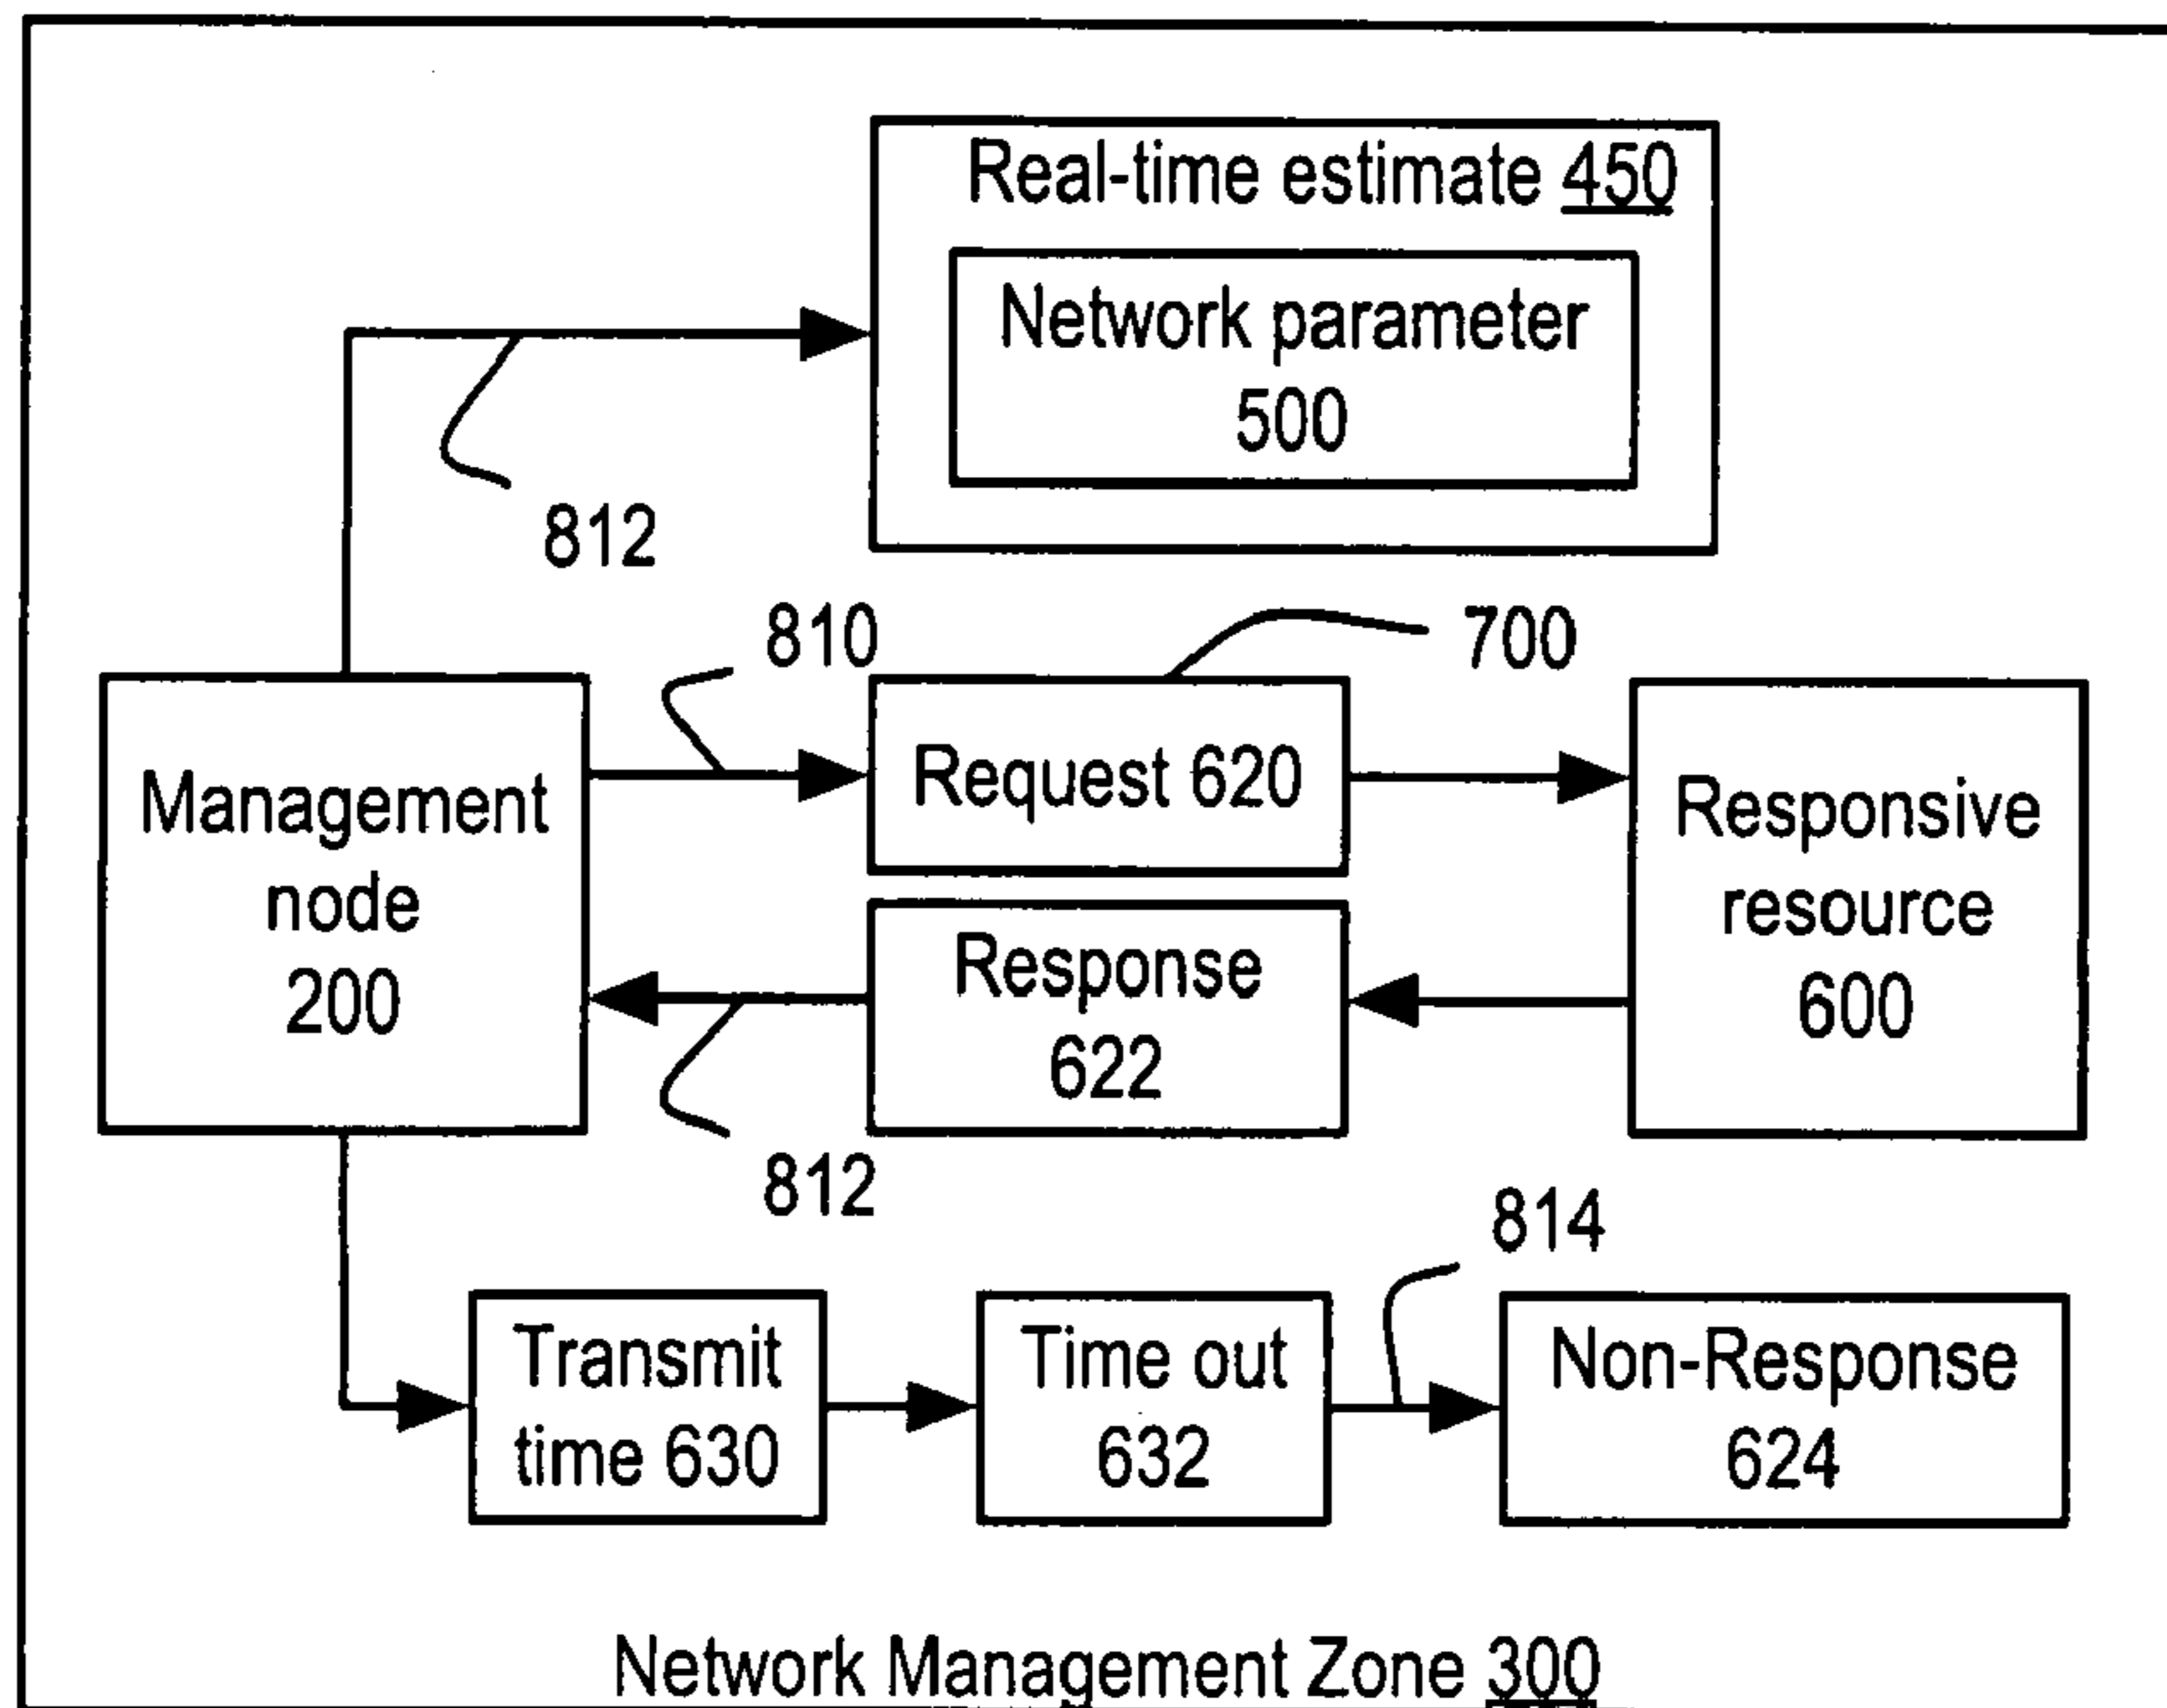 Real-time estimate 450
Network parameter
500
812
810
700
Management
node
200
Request 620
Responsive
resource
600
Response
622
812
814
Transmit
time 630
Time out
632
Non-Response
624
Network Management Zone 300